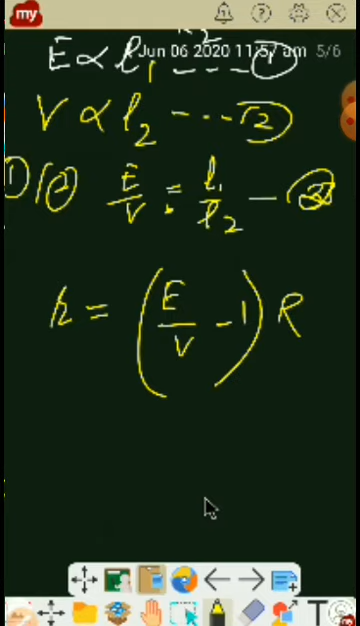 my
Jun 06 2020 11:57 am 5/6
E ∝ l₁ ---- ①
V ∝ l₂ --- ②
①/② E/V = l₁/l₂ — ③
r = (E/V - 1) R
T